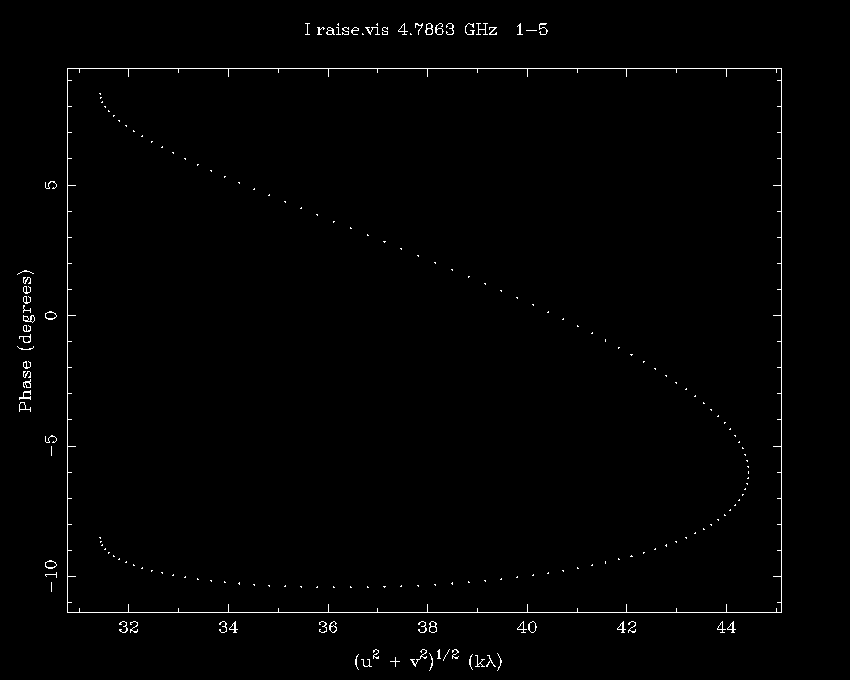 I raise.vis 4.7863 GHz 1−5
5
0
−5
−10
Phase (degrees)
32 34 36 38 40 42 44
(u² + v²)^1/2 (kλ)